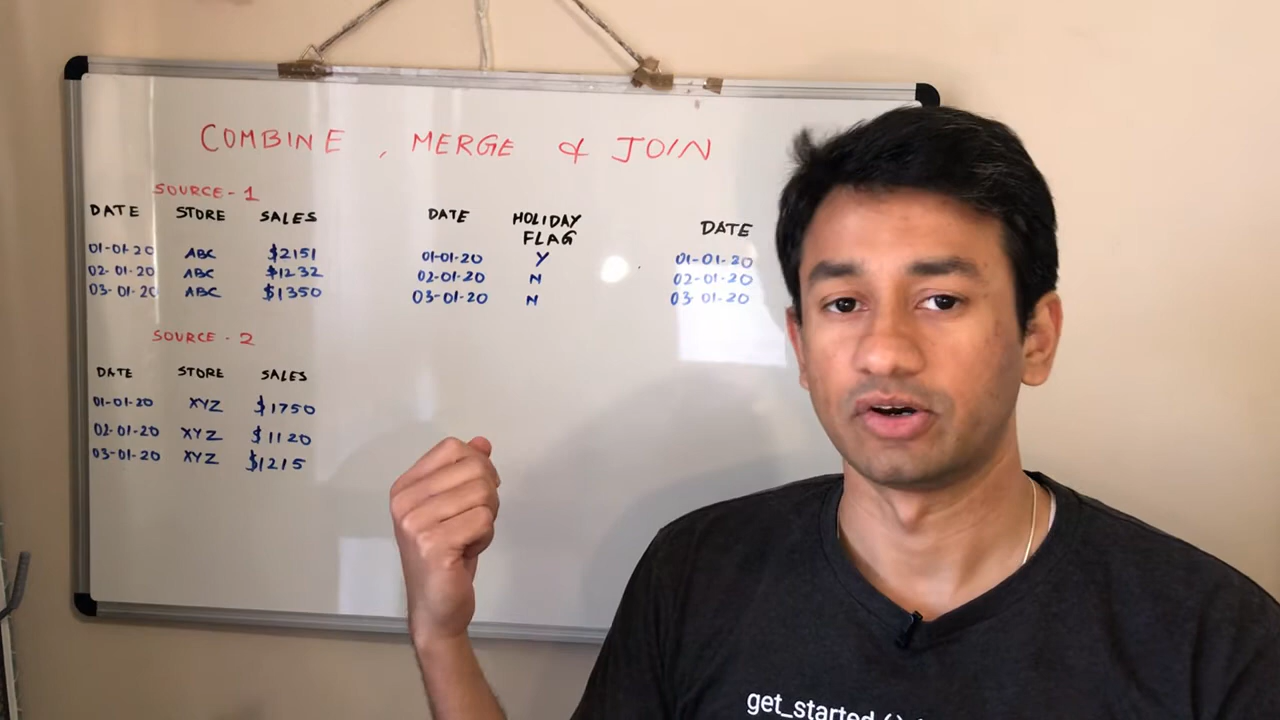 COMBINE, MERGE & JOIN
SOURCE - 1
DATE STORE SALES
01-01-20 ABC $2151
02-01-20 ABC $1232
03-01-20 ABC $1350
SOURCE - 2
DATE STORE SALES
01-01-20 XYZ $1750
02-01-20 XYZ $1120
03-01-20 XYZ $1215
DATE HOLIDAY
FLAG
01-01-20 Y
02-01-20 N
03-01-20 N
DATE
01-01-20
02-01-20
03-01-20
get_started()